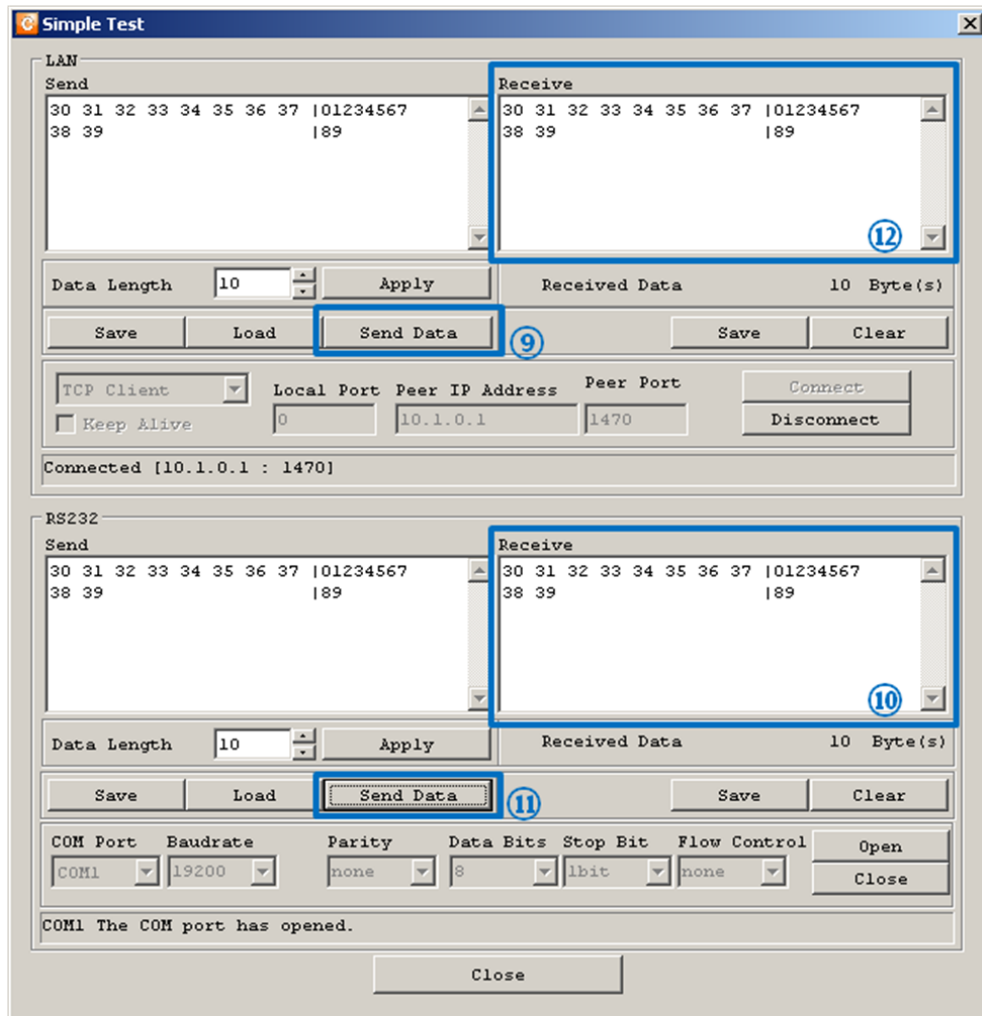 Simple Test
LAN
Send
30 31 32 33 34 35 36 37 |01234567
38 39 |89
Receive
30 31 32 33 34 35 36 37 |01234567
38 39 |89
⑫
Data Length 10 Apply
Received Data 10 Byte(s)
Save Load Send Data ⑨ Save Clear
TCP Client Local Port Peer IP Address Peer Port Connect
Keep Alive 0 10.1.0.1 1470 Disconnect
Connected [10.1.0.1 : 1470]
RS232
Send
30 31 32 33 34 35 36 37 |01234567
38 39 |89
Receive
30 31 32 33 34 35 36 37 |01234567
38 39 |89
⑩
Data Length 10 Apply
Received Data 10 Byte(s)
Save Load Send Data ⑪ Save Clear
COM Port Baudrate Parity Data Bits Stop Bit Flow Control Open
COM1 19200 none 8 1bit none Close
COM1 The COM port has opened.
Close